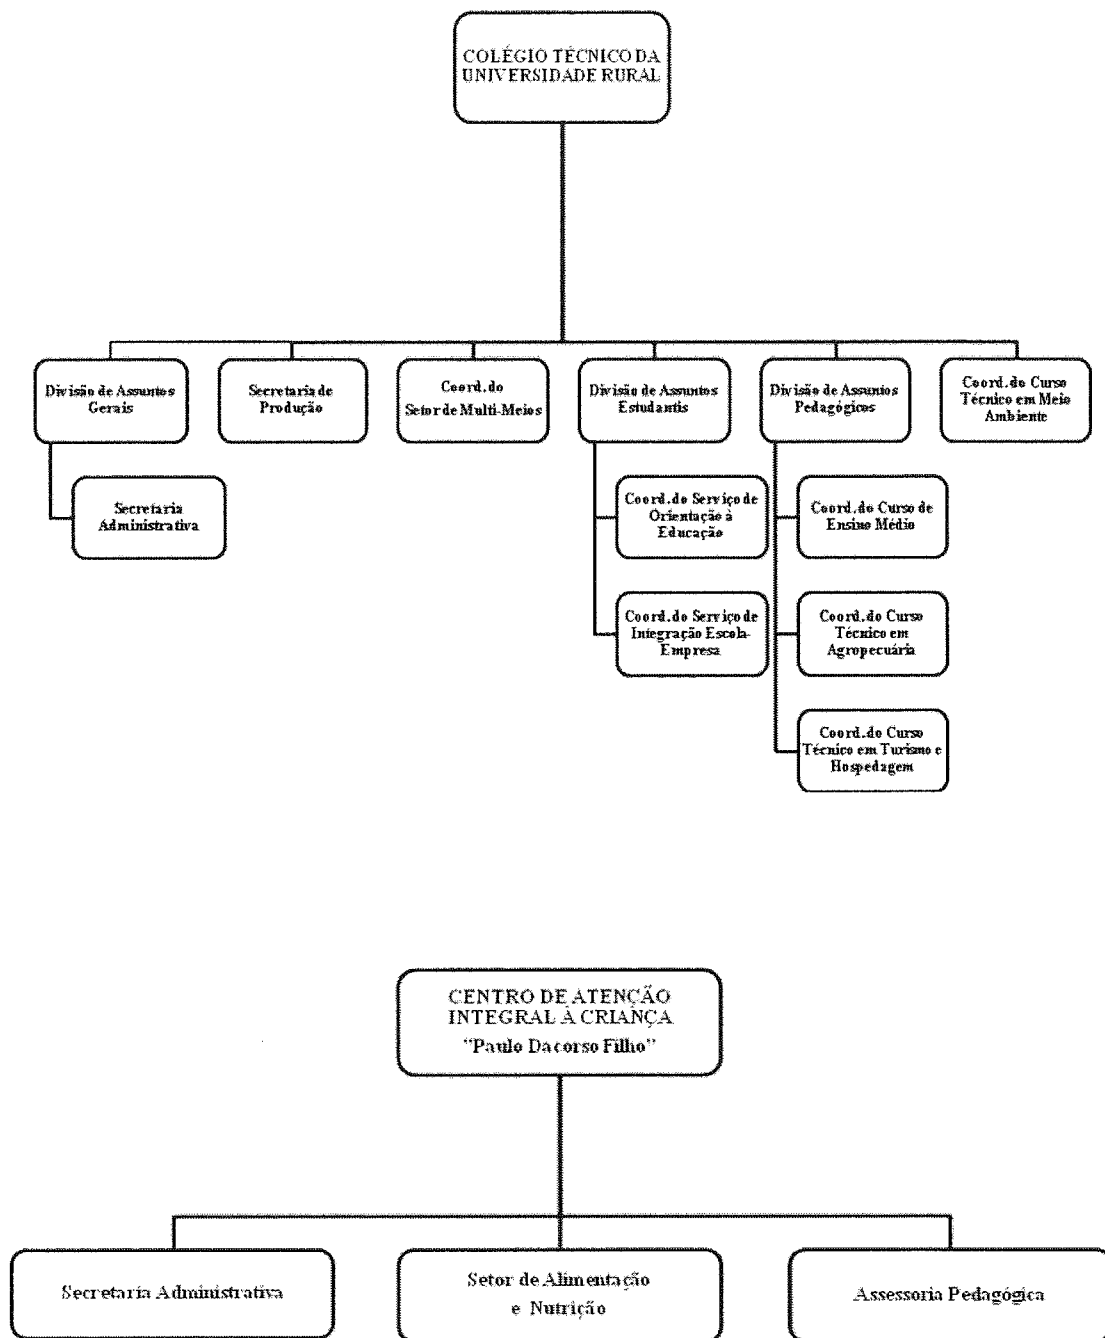 COLÉGIO TÉCNICO DA
UNIVERSIDADE RURAL
Divisão de Assuntos
Gerais
Secretaria de
Produção
Coord. do
Setor de Multi-Meios
Divisão de Assuntos
Estudantis
Divisão de Assuntos
Pedagógicos
Coord. do Curso
Técnico em Meio
Ambiente
Secretaria
Administrativa
Coord. do Serviço de
Orientação à
Educação
Coord. do Curso de
Ensino Médio
Coord. do Serviço de
Integração Escola-
Empresa
Coord. do Curso
Técnico em
Agropecuária
Coord. do Curso
Técnico em Turismo e
Hospedagem
CENTRO DE ATENÇÃO
INTEGRAL À CRIANÇA
"Paulo Dacorso Filho"
Secretaria Administrativa
Setor de Alimentação
e Nutrição
Assessoria Pedagógica